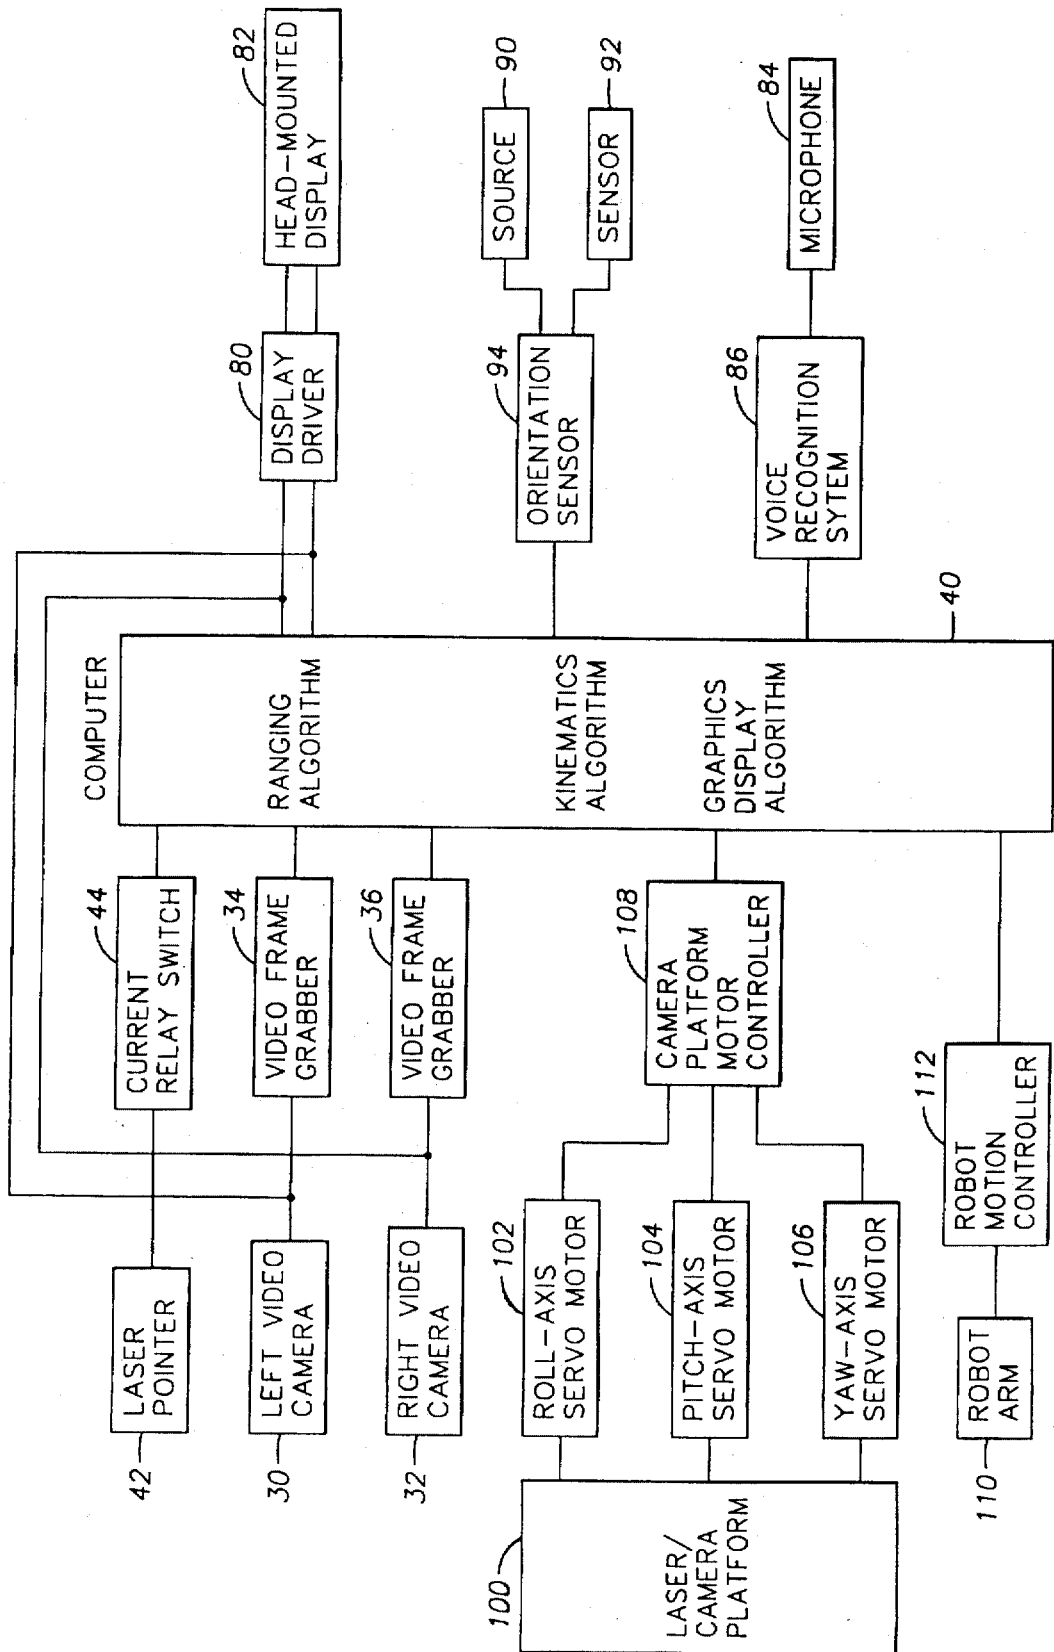 42
LASER
POINTER
30
LEFT VIDEO
CAMERA
32
RIGHT VIDEO
CAMERA
100
LASER/
CAMERA
PLATFORM
102
ROLL-AXIS
SERVO MOTOR
104
PITCH-AXIS
SERVO MOTOR
106
YAW-AXIS
SERVO MOTOR
110
ROBOT
ARM
44
CURRENT
RELAY SWITCH
34
VIDEO FRAME
GRABBER
36
VIDEO FRAME
GRABBER
108
CAMERA
PLATFORM
MOTOR
CONTROLLER
112
ROBOT
MOTION
CONTROLLER
COMPUTER
RANGING
ALGORITHM
KINEMATICS
ALGORITHM
GRAPHICS
DISPLAY
ALGORITHM
40
80
DISPLAY
DRIVER
94
ORIENTATION
SENSOR
86
VOICE
RECOGNITION
SYTEM
82
HEAD-MOUNTED
DISPLAY
90
SOURCE
92
SENSOR
84
MICROPHONE